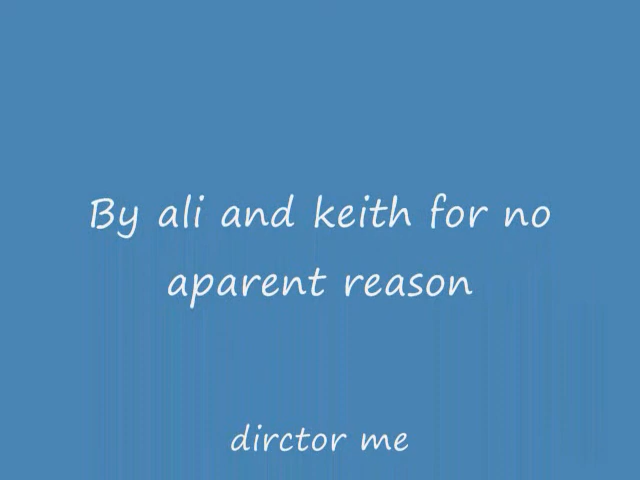 By ali and keith for no
aparent reason
dirctor me